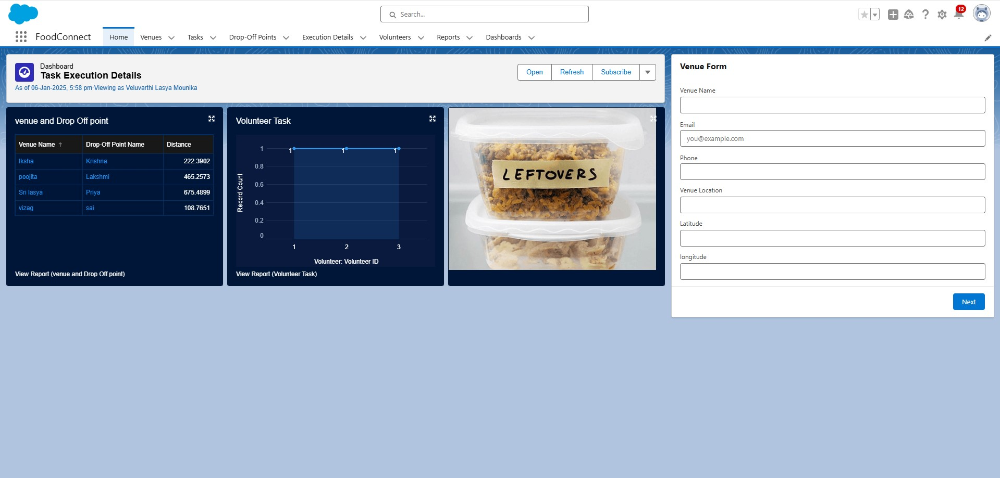 Search...
12
FoodConnect
Home Venues Tasks Drop-Off Points Execution Details Volunteers Reports Dashboards
Dashboard
Task Execution Details
As of 06-Jan-2025, 5:58 pm·Viewing as Veluvarthi Lasya Mounika
Open Refresh Subscribe
venue and Drop Off point
Venue Name ↑ Drop-Off Point Name Distance
Iksha Krishna 222.3902
poojita Lakshmi 465.2573
Sri lasya Priya 675.4899
vizag sai 108.7651
View Report (venue and Drop Off point)
Volunteer Task
Record Count
1
0.8
0.6
0.4
0.2
0
1 1 1
1 2 3
Volunteer: Volunteer ID
View Report (Volunteer Task)
LEFTOVERS
Venue Form
Venue Name
Email
you@example.com
Phone
Venue Location
Latitude
longitude
Next